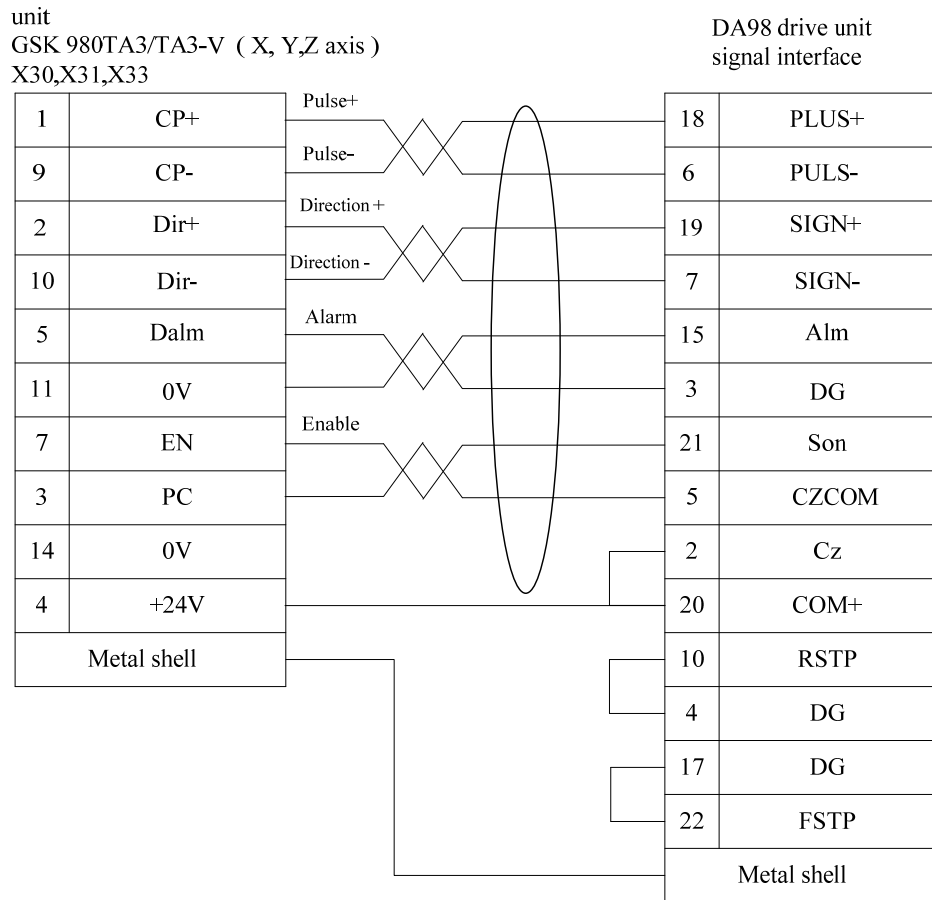 unit
GSK 980TA3/TA3-V ( X, Y,Z axis )
X30,X31,X33
DA98 drive unit
signal interface
1 CP+
9 CP-
2 Dir+
10 Dir-
5 Dalm
11 0V
7 EN
3 PC
14 0V
4 +24V
Metal shell
Pulse+
Pulse-
Direction +
Direction -
Alarm
Enable
18 PLUS+
6 PULS-
19 SIGN+
7 SIGN-
15 Alm
3 DG
21 Son
5 CZCOM
2 Cz
20 COM+
10 RSTP
4 DG
17 DG
22 FSTP
Metal shell